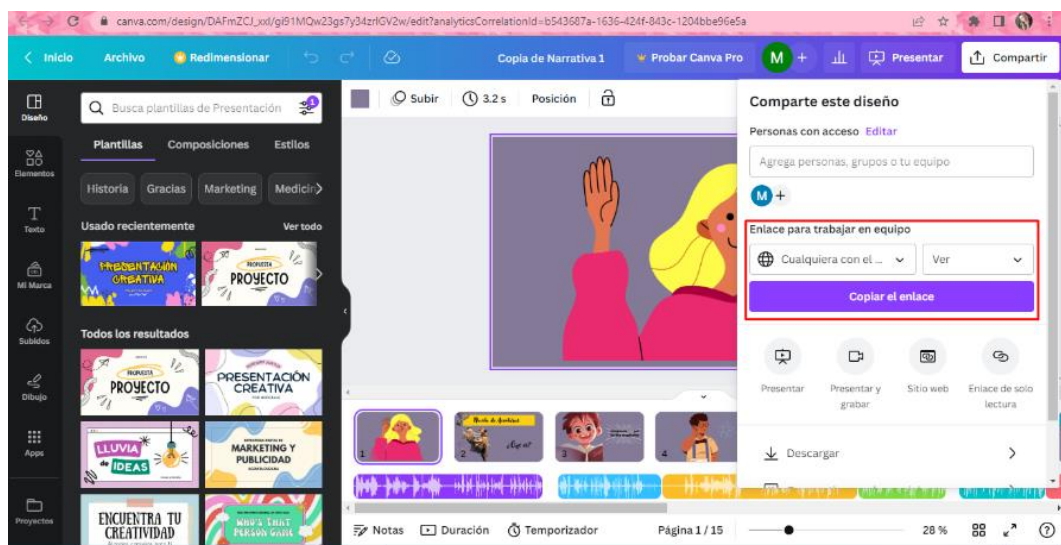 canva.com/design/DAFmZCJ_xxI/gi91MQw23gs7y34zrIGV2w/edit?analyticsCorrelationId=b543687a-1636-424f-843c-1204bbe96e5a
Inicio Archivo Redimensionar Copia de Narrativa 1 Probar Canva Pro M + Presentar Compartir
Diseño
Elementos
Texto
Mi Marca
Subidos
Dibujo
Apps
Proyectos
Busca plantillas de Presentación 1
Plantillas Composiciones Estilos
Historia Gracias Marketing Medicin
Usado recientemente Ver todo
PRESENTACIÓN
CREATIVA
PROPUESTA
PROYECTO
Todos los resultados
PROPUESTA
PROYECTO
PRESENTACIÓN
CREATIVA
LLUVIA
de IDEAS
MARKETING Y
PUBLICIDAD
ENCUENTRA TU
CREATIVIDAD
WHO'S THAT
PERSON GAME
Subir 3.2 s Posición
1 2 3 4
Notas Duración Temporizador Página 1 / 15 28 %
Comparte este diseño
Personas con acceso Editar
Agrega personas, grupos o tu equipo
M +
Enlace para trabajar en equipo
Cualquiera con el ... Ver
Copiar el enlace
Presentar Presentar y grabar Sitio web Enlace de solo lectura
Descargar